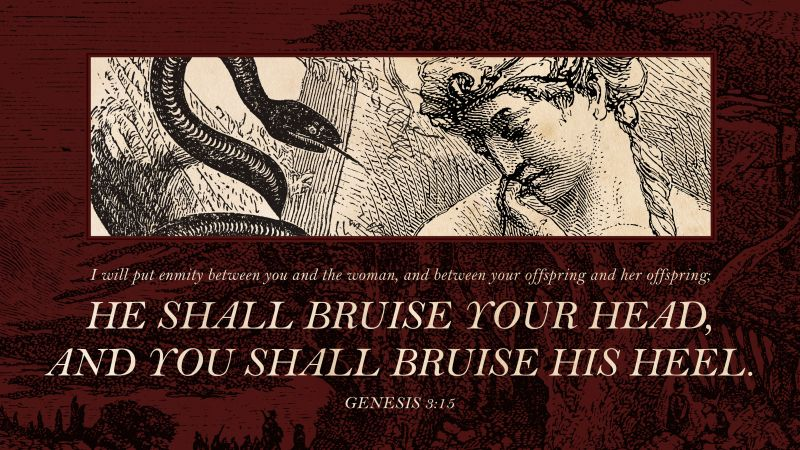 I will put enmity between you and the woman, and between your offspring and her offspring;
HE SHALL BRUISE YOUR HEAD,
AND YOU SHALL BRUISE HIS HEEL.
GENESIS 3:15